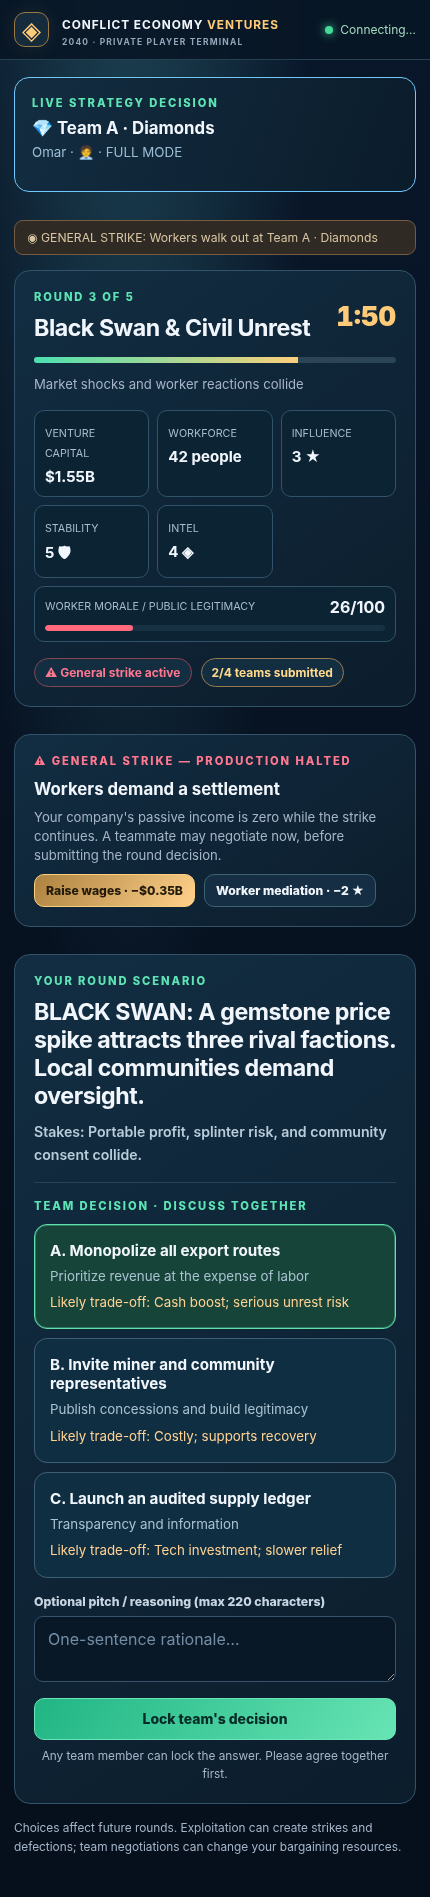 CONFLICT ECONOMY VENTURES
2040 · PRIVATE PLAYER TERMINAL
Connecting...
LIVE STRATEGY DECISION
💎 Team A · Diamonds
Omar · 🧑‍💼 · FULL MODE
◉ GENERAL STRIKE: Workers walk out at Team A · Diamonds
ROUND 3 OF 5
Black Swan & Civil Unrest
1:50
Market shocks and worker reactions collide
VENTURE
CAPITAL
$1.55B
WORKFORCE
42 people
INFLUENCE
3 ★
STABILITY
5 🛡
INTEL
4 ◈
WORKER MORALE / PUBLIC LEGITIMACY
26/100
⚠ General strike active
2/4 teams submitted
⚠ GENERAL STRIKE — PRODUCTION HALTED
Workers demand a settlement
Your company's passive income is zero while the strike
continues. A teammate may negotiate now, before
submitting the round decision.
Raise wages · −$0.35B
Worker mediation · −2 ★
YOUR ROUND SCENARIO
BLACK SWAN: A gemstone price
spike attracts three rival factions.
Local communities demand
oversight.
Stakes: Portable profit, splinter risk, and community
consent collide.
TEAM DECISION · DISCUSS TOGETHER
A. Monopolize all export routes
Prioritize revenue at the expense of labor
Likely trade-off: Cash boost; serious unrest risk
B. Invite miner and community
representatives
Publish concessions and build legitimacy
Likely trade-off: Costly; supports recovery
C. Launch an audited supply ledger
Transparency and information
Likely trade-off: Tech investment; slower relief
Optional pitch / reasoning (max 220 characters)
One-sentence rationale...
Lock team's decision
Any team member can lock the answer. Please agree together
first.
Choices affect future rounds. Exploitation can create strikes and
defections; team negotiations can change your bargaining resources.